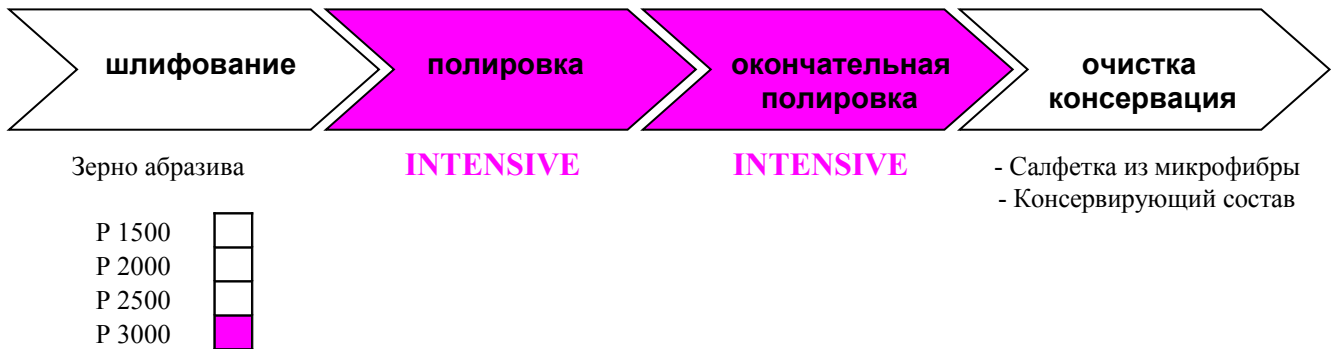 шлифование
полировка
окончательная
полировка
очистка
консервация
Зерно абразива
INTENSIVE
INTENSIVE
- Салфетка из микрофибры
- Консервирующий состав
P 1500
P 2000
P 2500
P 3000